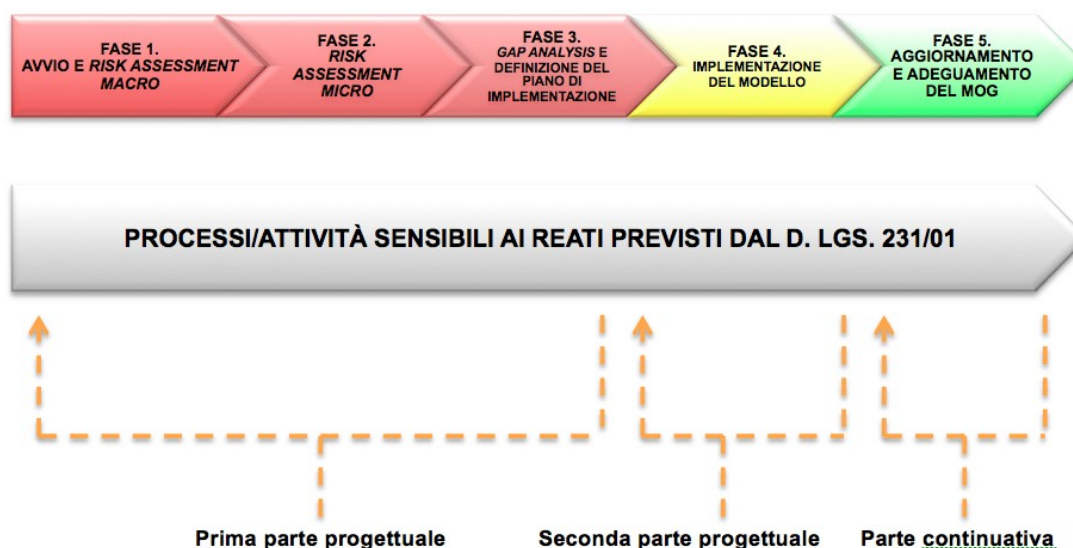 FASE 1.
AVVIO E RISK ASSESSMENT
MACRO
FASE 2.
RISK
ASSESSMENT
MICRO
FASE 3.
GAP ANALYSIS E
DEFINIZIONE DEL
PIANO DI
IMPLEMENTAZIONE
FASE 4.
IMPLEMENTAZIONE
DEL MODELLO
FASE 5.
AGGIORNAMENTO
E ADEGUAMENTO
DEL MOG
PROCESSI/ATTIVITÀ SENSIBILI AI REATI PREVISTI DAL D. LGS. 231/01
Prima parte progettuale
Seconda parte progettuale
Parte continuativa